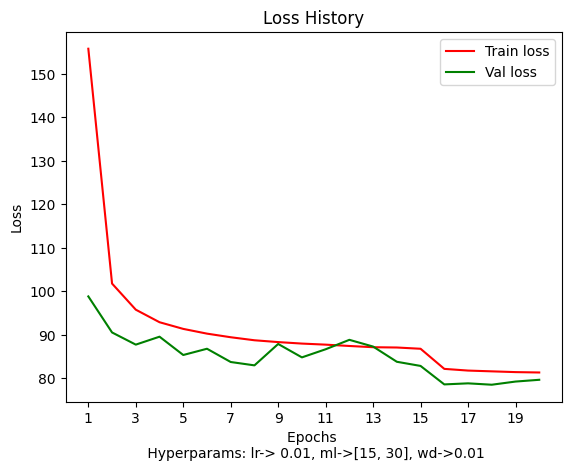 Loss History
Train loss
Val loss
150
140
130
120
110
100
90
80
Loss
1 3 5 7 9 11 13 15 17 19
Epochs
Hyperparams: lr-> 0.01, ml->[15, 30], wd->0.01